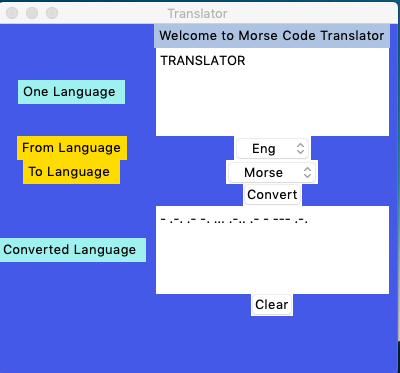 Translator
Welcome to Morse Code Translator
TRANSLATOR
One Language
From Language
Eng
To Language
Morse
Convert
- .-. .- -. ... .-.. .- - --- .-.
Converted Language
Clear